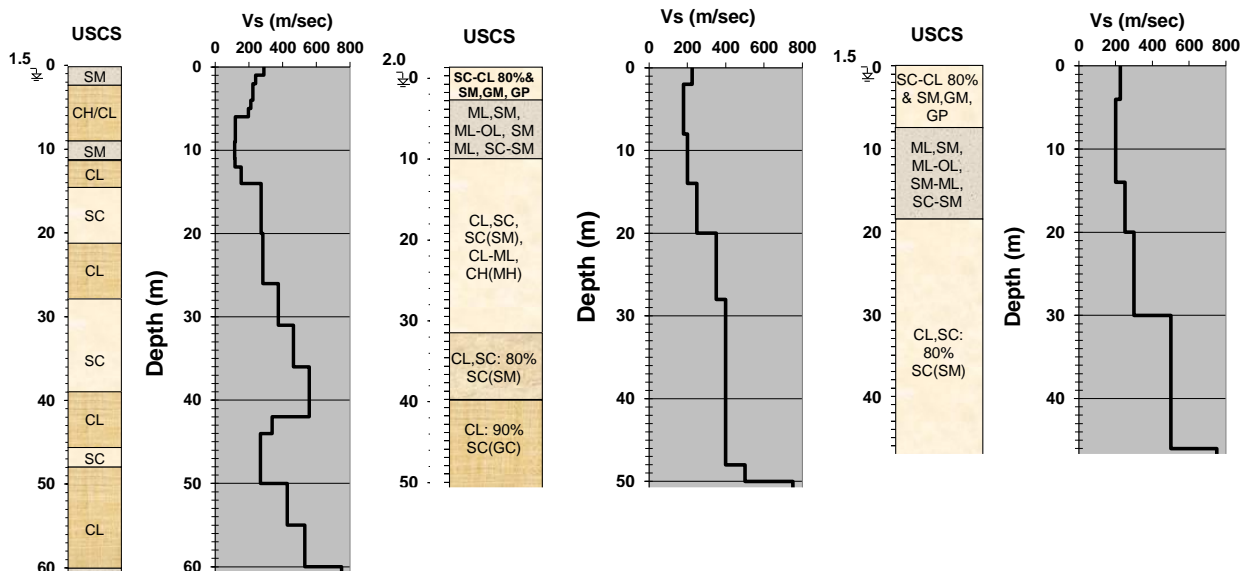 USCS
1.5
0
10
20
30
40
50
60
SM
CH/CL
SM
CL
SC
CL
SC
CL
SC
CL
Vs (m/sec)
0 200 400 600 800
0
10
20
30
40
50
60
Depth (m)
USCS
2.0
0
10
20
30
40
50
SC-CL 80%&
SM,GM, GP
ML,SM,
ML-OL, SM
ML, SC-SM
CL,SC,
SC(SM),
CL-ML,
CH(MH)
CL,SC: 80%
SC(SM)
CL: 90%
SC(GC)
Vs (m/sec)
0 200 400 600 800
0
10
20
30
40
50
Depth (m)
USCS
1.5
0
10
20
30
40
SC-CL 80%
& SM,GM,
GP
ML,SM,
ML-OL,
SM-ML,
SC-SM
CL,SC:
80%
SC(SM)
Vs (m/sec)
0 200 400 600 800
0
10
20
30
40
Depth (m)